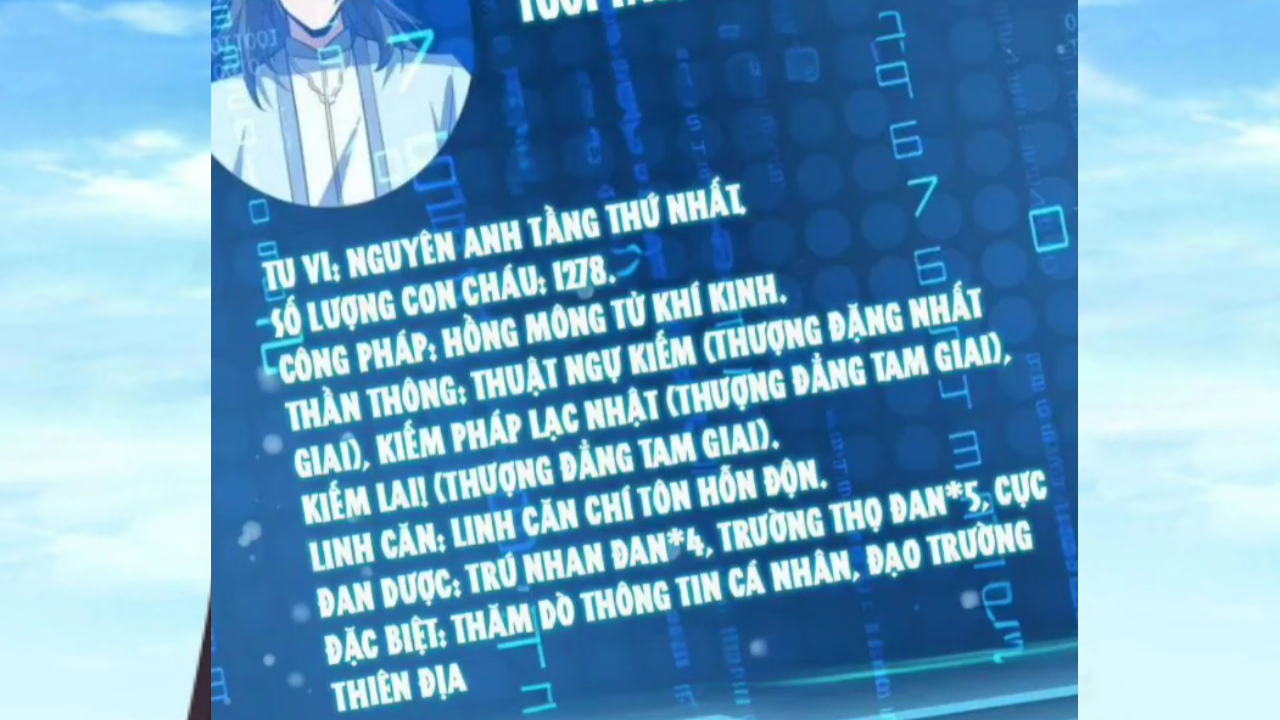 TU VI: NGUYÊN ANH TẦNG THỨ NHẤT,
SỐ LƯỢNG CON CHÁU: 1278.
CÔNG PHÁP: HỒNG MÔNG TỬ KHÍ KINH.
THẦN THÔNG: THUẬT NGỰ KIẾM (THƯỢNG ĐẶNG NHẤT
GIAI), KIẾM PHÁP LẠC NHẬT (THƯỢNG ĐẲNG TAM GIAI),
KIẾM LAI! (THƯỢNG ĐẲNG TAM GIAI).
LINH CĂN: LINH CĂN CHÍ TÔN HỖN ĐỘN.
ĐAN DƯỢC: TRÚ NHAN ĐAN*4, TRƯỜNG THỌ ĐAN*5, CỰC
ĐẶC BIỆT: THĂM DÒ THÔNG TIN CÁ NHÂN, ĐẠO TRƯỜNG
THIÊN ĐỊA